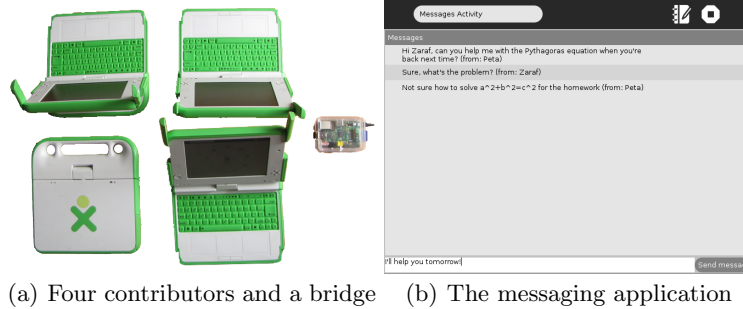 Messages Activity
Messages
Hi Zaraf, can you help me with the Pythagoras equation when you're
back next time? (from: Peta)
Sure, what's the problem? (from: Zaraf)
Not sure how to solve a^2+b^2=c^2 for the homework (from: Peta)
I'll help you tomorrow!
Send messa
(a) Four contributors and a bridge
(b) The messaging application